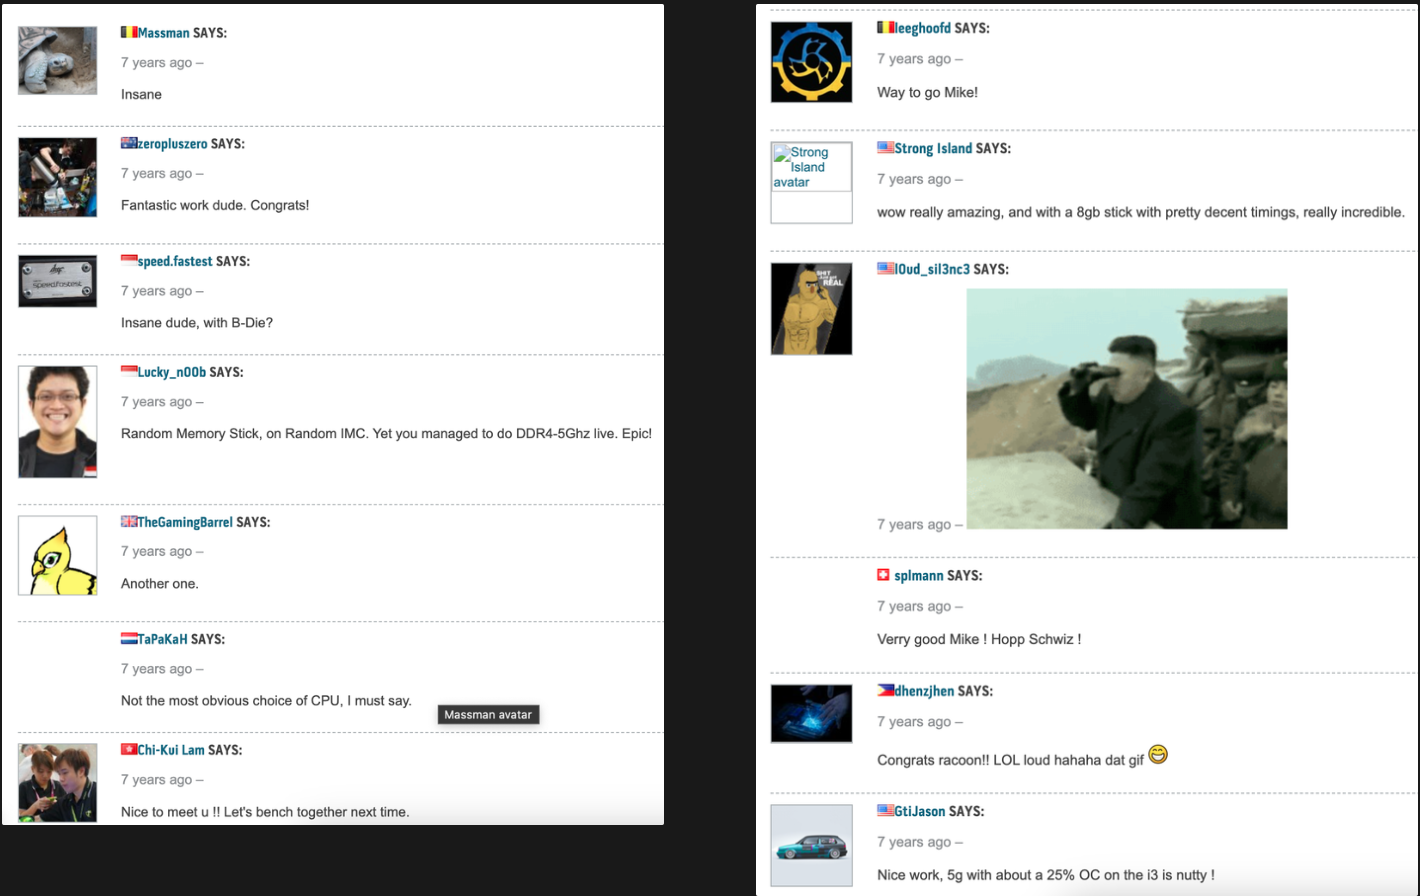 Massman SAYS:
7 years ago –
Insane
zeropluszero SAYS:
7 years ago –
Fantastic work dude. Congrats!
speed.fastest SAYS:
7 years ago –
speed.fastest
Insane dude, with B-Die?
Lucky_n00b SAYS:
7 years ago –
Random Memory Stick, on Random IMC. Yet you managed to do DDR4-5Ghz live. Epic!
TheGamingBarrel SAYS:
7 years ago –
Another one.
TaPaKaH SAYS:
7 years ago –
Not the most obvious choice of CPU, I must say.
Massman avatar
Chi-Kui Lam SAYS:
7 years ago –
Nice to meet u !! Let's bench together next time.
leeghoofd SAYS:
7 years ago –
Way to go Mike!
Strong Island avatar
Strong Island SAYS:
7 years ago –
wow really amazing, and with a 8gb stick with pretty decent timings, really incredible.
l0ud_sil3nc3 SAYS:
SHIT
REAL
7 years ago –
splmann SAYS:
7 years ago –
Verry good Mike ! Hopp Schwiz !
dhenzjhen SAYS:
7 years ago –
Congrats racoon!! LOL loud hahaha dat gif
GtiJason SAYS:
7 years ago –
Nice work, 5g with about a 25% OC on the i3 is nutty !